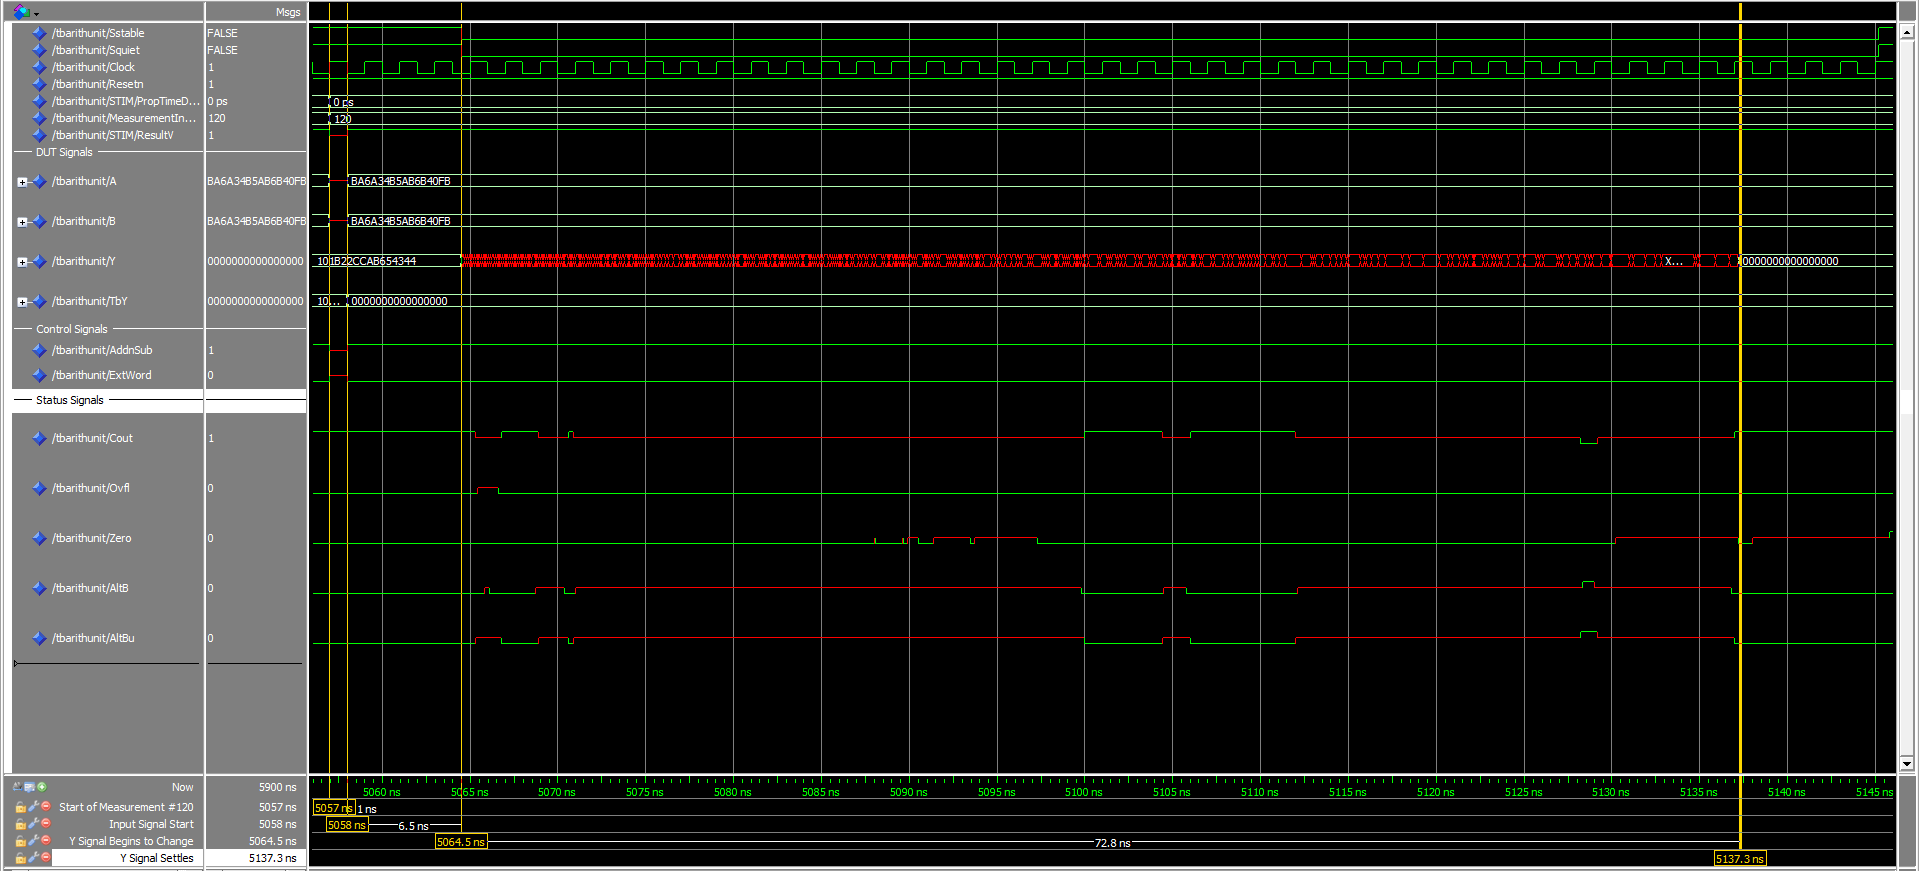 Msgs
/tbarithunit/Sstable FALSE
/tbarithunit/Squiet FALSE
/tbarithunit/Clock 1
/tbarithunit/Resetn 1
/tbarithunit/STIM/PropTimeD... 0 ps 0 ps
/tbarithunit/MeasurementIn... 120 120
/tbarithunit/STIM/ResultV 1
DUT Signals
/tbarithunit/A BA6A34B5AB6B40FB BA6A34B5AB6B40FB
/tbarithunit/B BA6A34B5AB6B40FB BA6A34B5AB6B40FB
/tbarithunit/Y 0000000000000000 101B22CCAB654344 X... 0000000000000000
/tbarithunit/TbY 0000000000000000 10... 0000000000000000
Control Signals
/tbarithunit/AddnSub 1
/tbarithunit/ExtWord 0
Status Signals
/tbarithunit/Cout 1
/tbarithunit/Ovfl 0
/tbarithunit/Zero 0
/tbarithunit/AltB 0
/tbarithunit/AltBu 0
Now 5900 ns 5060 ns 5065 ns 5070 ns 5075 ns 5080 ns 5085 ns 5090 ns 5095 ns 5100 ns 5105 ns 5110 ns 5115 ns 5120 ns 5125 ns 5130 ns 5135 ns 5140 ns 5145 ns
Start of Measurement #120 5057 ns 5057 ns 1 ns
Input Signal Start 5058 ns 5058 ns 6.5 ns
Y Signal Begins to Change 5064.5 ns 5064.5 ns 72.8 ns
Y Signal Settles 5137.3 ns 5137.3 ns